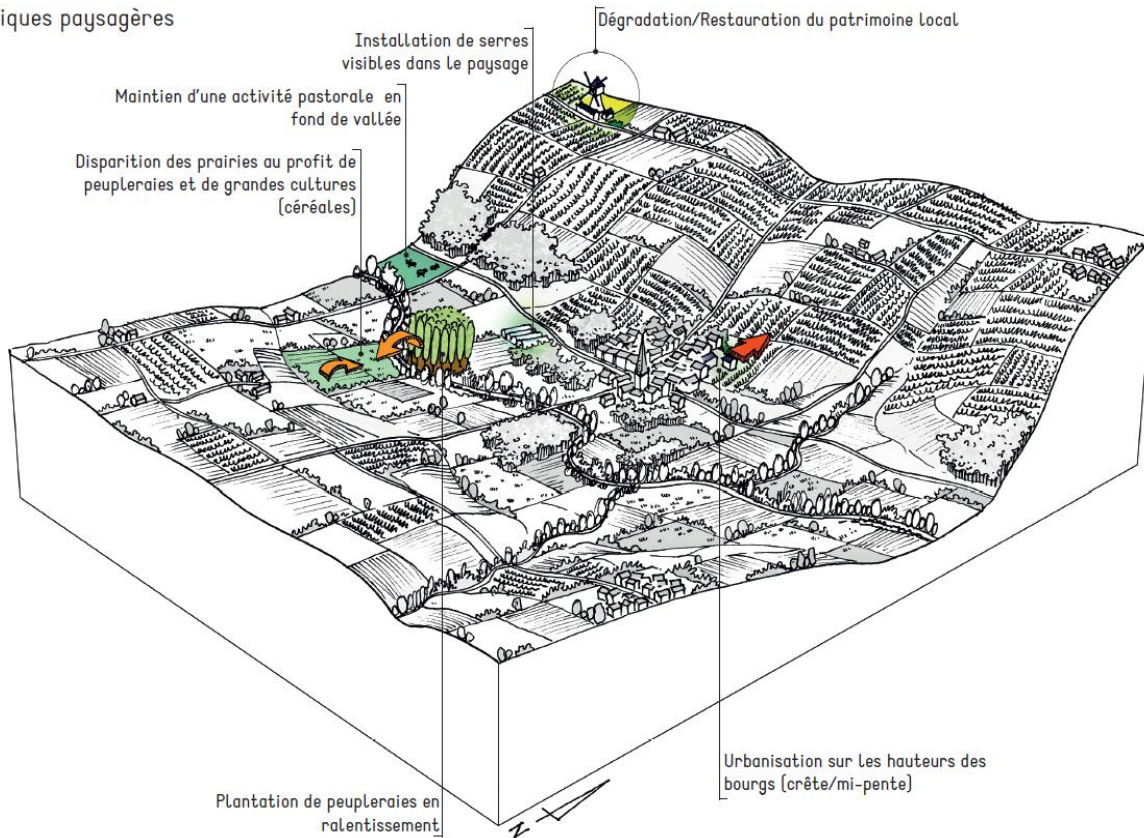 iques paysagères
Dégradation/Restauration du patrimoine local
Installation de serres
visibles dans le paysage
Maintien d'une activité pastorale en
fond de vallée
Disparition des prairies au profit de
peupleraies et de grandes cultures
(céréales)
Urbanisation sur les hauteurs des
bourgs (crête/mi-pente)
Plantation de peupleraies en
ralentissement
N